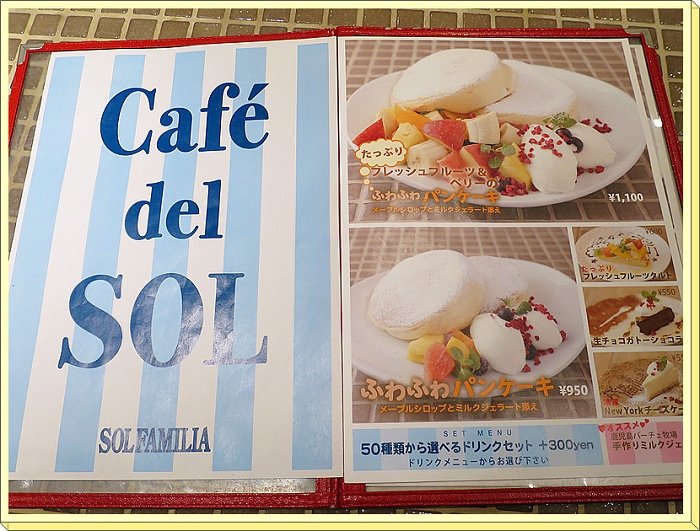 Café
del
SOL
SOL FAMILIA
たっぷり
フレッシュフルーツ&
ベリーの
ふわふわパンケーキ
メープルシロップとミルクジェラート添え
¥1,100
ふわふわパンケーキ ¥950
メープルシロップとミルクジェラート添え
たっぷり
フレッシュフルーツタルト
¥550
生チョコガトーショコラ
New Yorkチーズケー
SET MENU
50種類から選べるドリンクセット +300yen
ドリンクメニューからお選び下さい
オススメ
鹿児島バーチェ牧場
手作りミルクジェ